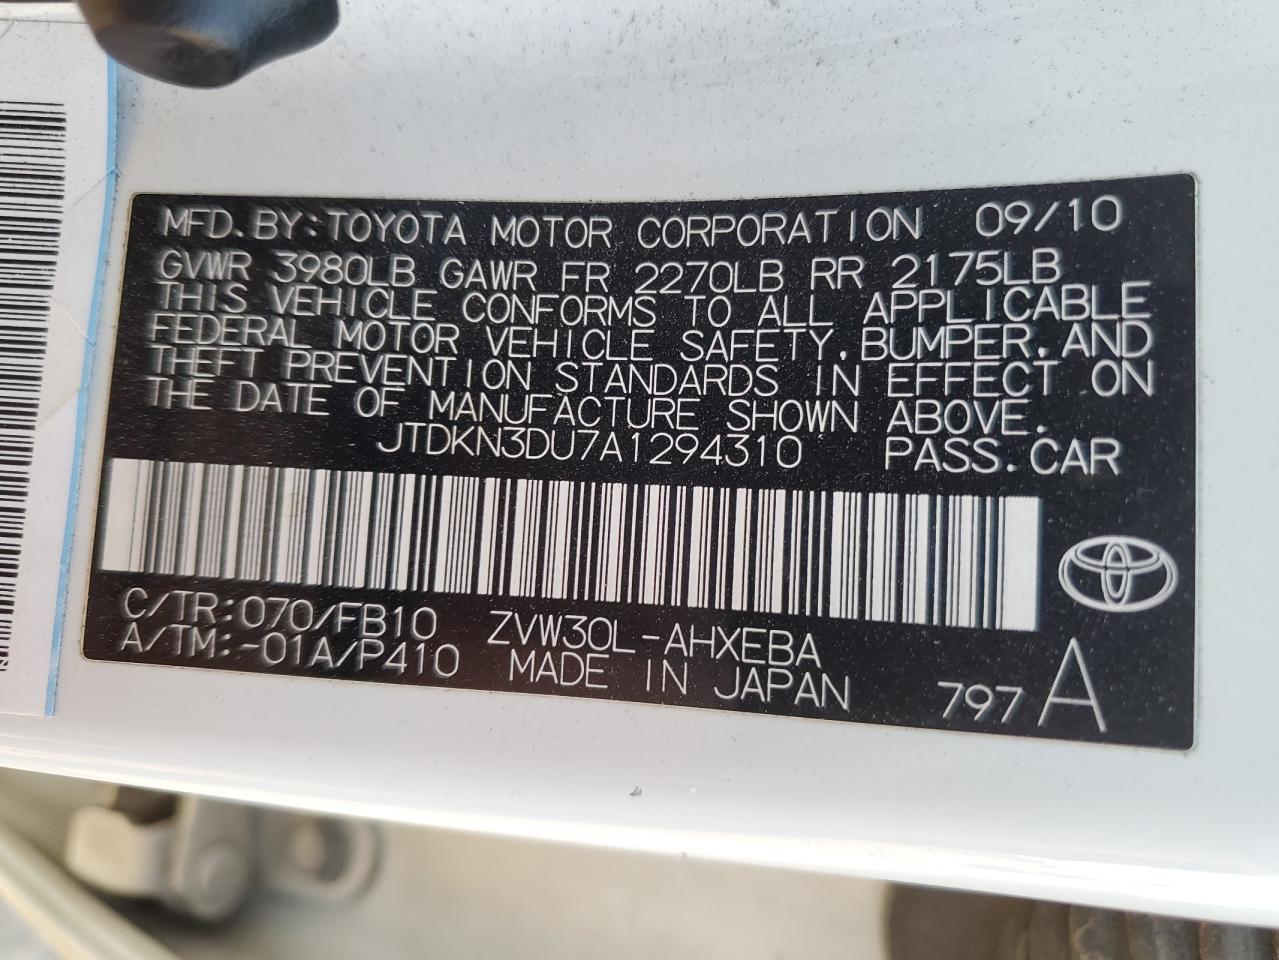 MFD. BY: TOYOTA MOTOR CORPORATION 09/10
GVWR 3980LB GAWR FR 2270LB RR 2175LB
THIS VEHICLE CONFORMS TO ALL APPLICABLE
FEDERAL MOTOR VEHICLE SAFETY, BUMPER, AND
THEFT PREVENTION STANDARDS IN EFFECT ON
THE DATE OF MANUFACTURE SHOWN ABOVE.
JTDKN3DU7A1294310 PASS. CAR
C/TR:070/FB10 ZVW30L-AHXEBA
A/TM:-01A/P410 MADE IN JAPAN 797 A